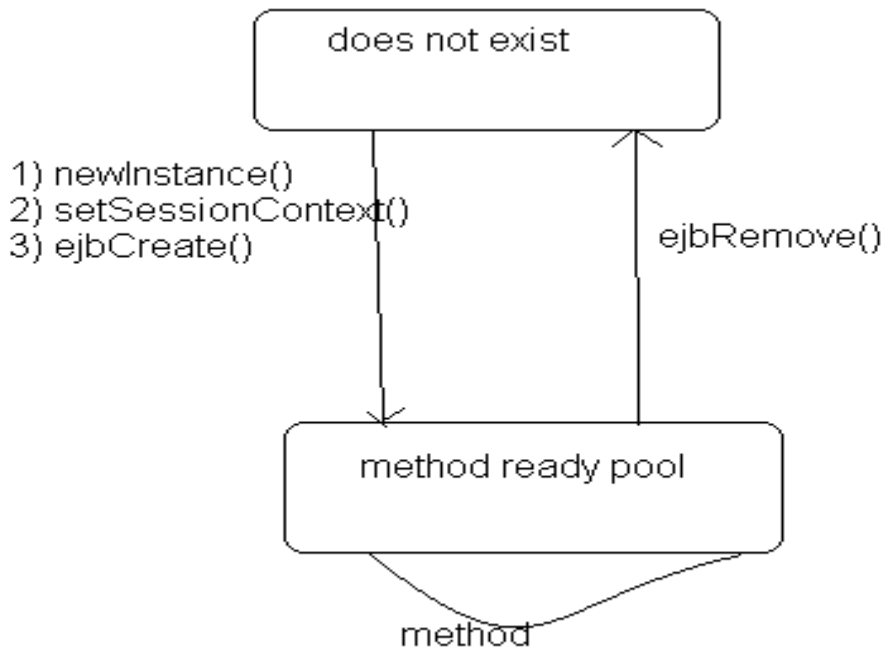 does not exist
1) newInstance()
2) setSessionContext()
3) ejbCreate()
ejbRemove()
method ready pool
method